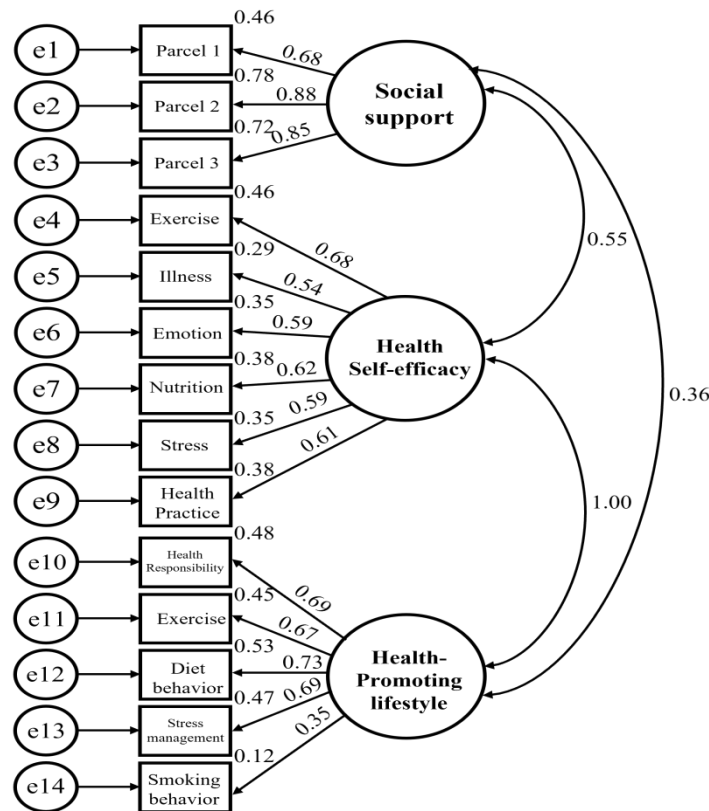 0.46
e1
Parcel 1
0.68
0.78
e2
Parcel 2
0.88
0.72
e3
Parcel 3
0.85
Social
support
0.46
e4
Exercise
0.68
0.29
e5
Illness
0.54
0.35
e6
Emotion
0.59
0.38
e7
Nutrition
0.62
0.35
e8
Stress
0.59
0.38
e9
Health
Practice
0.61
Health
Self-efficacy
0.48
e10
Health
Responsibility
0.69
0.45
e11
Exercise
0.67
0.53
e12
Diet
behavior
0.73
0.47
e13
Stress
management
0.69
0.12
e14
Smoking
behavior
0.35
Health-
Promoting
lifestyle
0.55
0.36
1.00